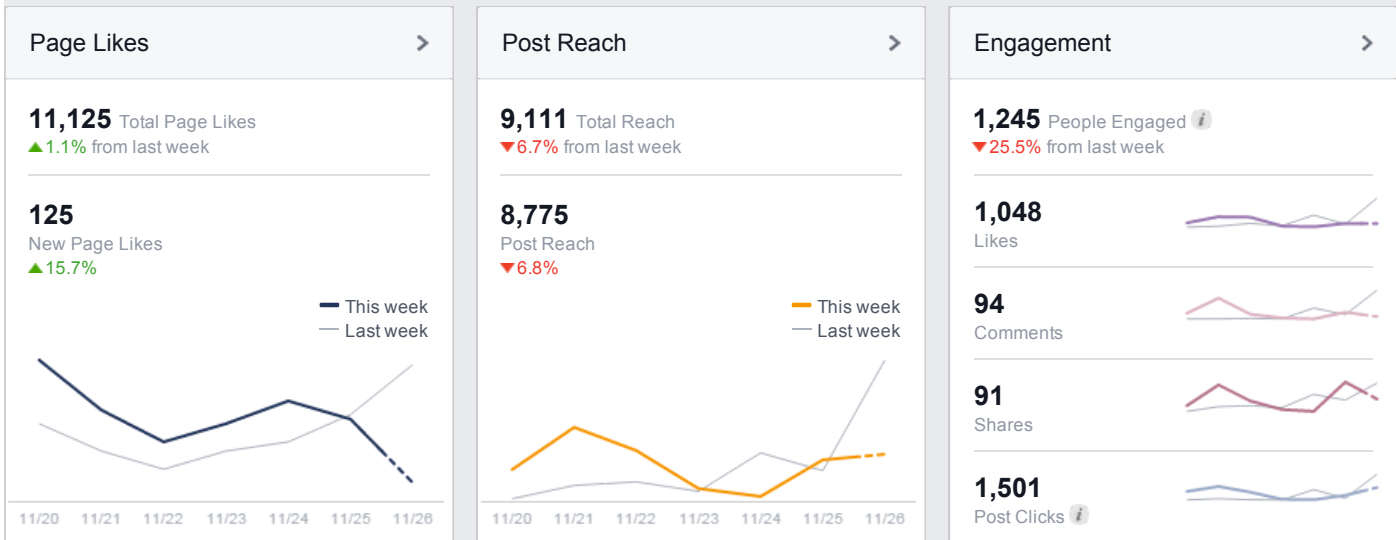 Page Likes
11,125 Total Page Likes
1.1% from last week
125
New Page Likes
15.7%
This week
Last week
11/20 11/21 11/22 11/23 11/24 11/25 11/26
Post Reach
9,111 Total Reach
6.7% from last week
8,775
Post Reach
6.8%
This week
Last week
11/20 11/21 11/22 11/23 11/24 11/25 11/26
Engagement
1,245 People Engaged i
25.5% from last week
1,048
Likes
94
Comments
91
Shares
1,501
Post Clicks i